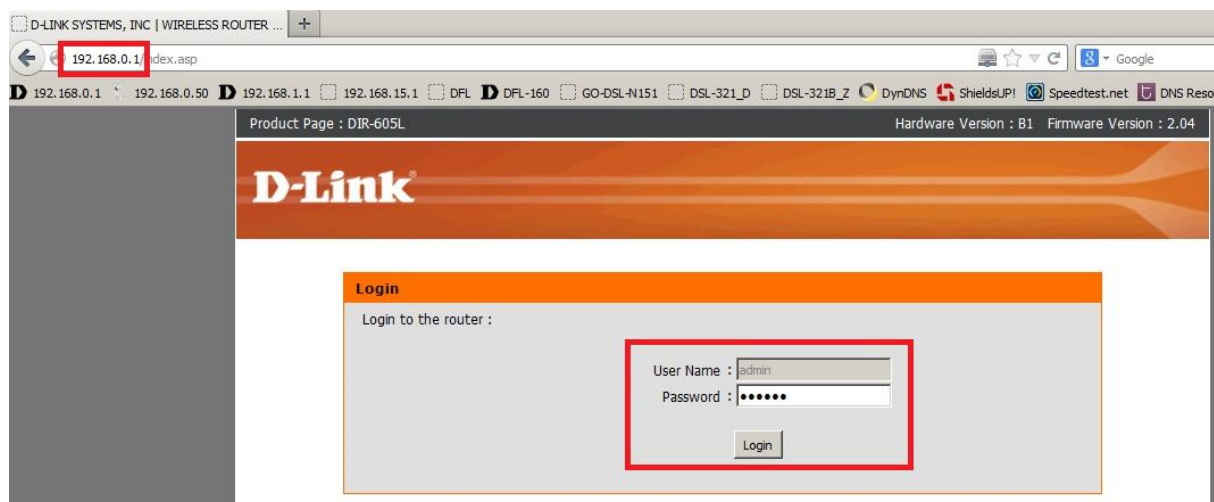 D-LINK SYSTEMS, INC | WIRELESS ROUTER ... +
192.168.0.1/index.asp Google
192.168.0.1 192.168.0.50 192.168.1.1 192.168.15.1 DFL DFL-160 GO-DSL-N151 DSL-321_D DSL-321B_Z DynDNS ShieldsUP! Speedtest.net DNS Reso
Product Page : DIR-605L Hardware Version : B1 Firmware Version : 2.04
D-Link®
Login
Login to the router :
User Name : admin
Password : ••••••
Login